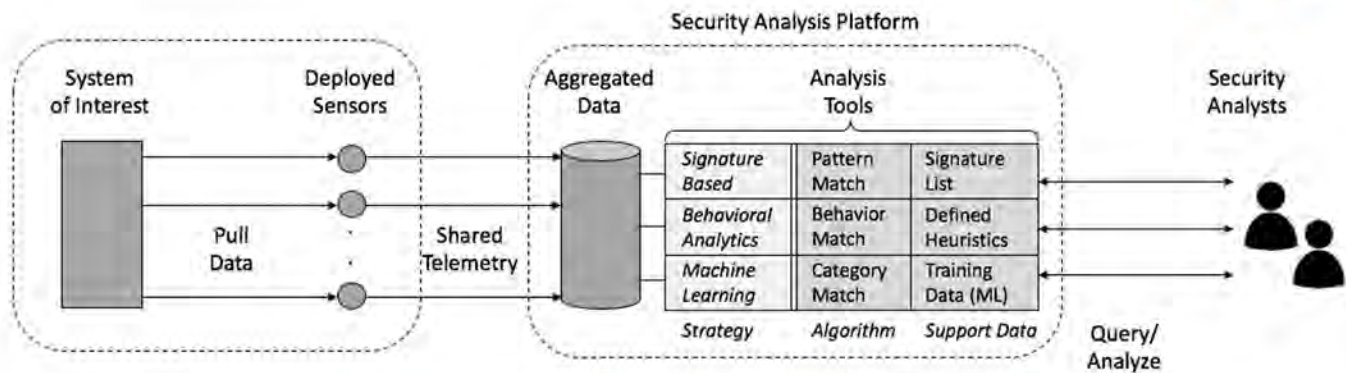 Security Analysis Platform
System
of Interest
Deployed
Sensors
Aggregated
Data
Analysis
Tools
Security
Analysts
Pull
Data
Shared
Telemetry
Signature
Based
Pattern
Match
Signature
List
Behavioral
Analytics
Behavior
Match
Defined
Heuristics
Machine
Learning
Category
Match
Training
Data (ML)
Strategy
Algorithm
Support Data
Query/
Analyze